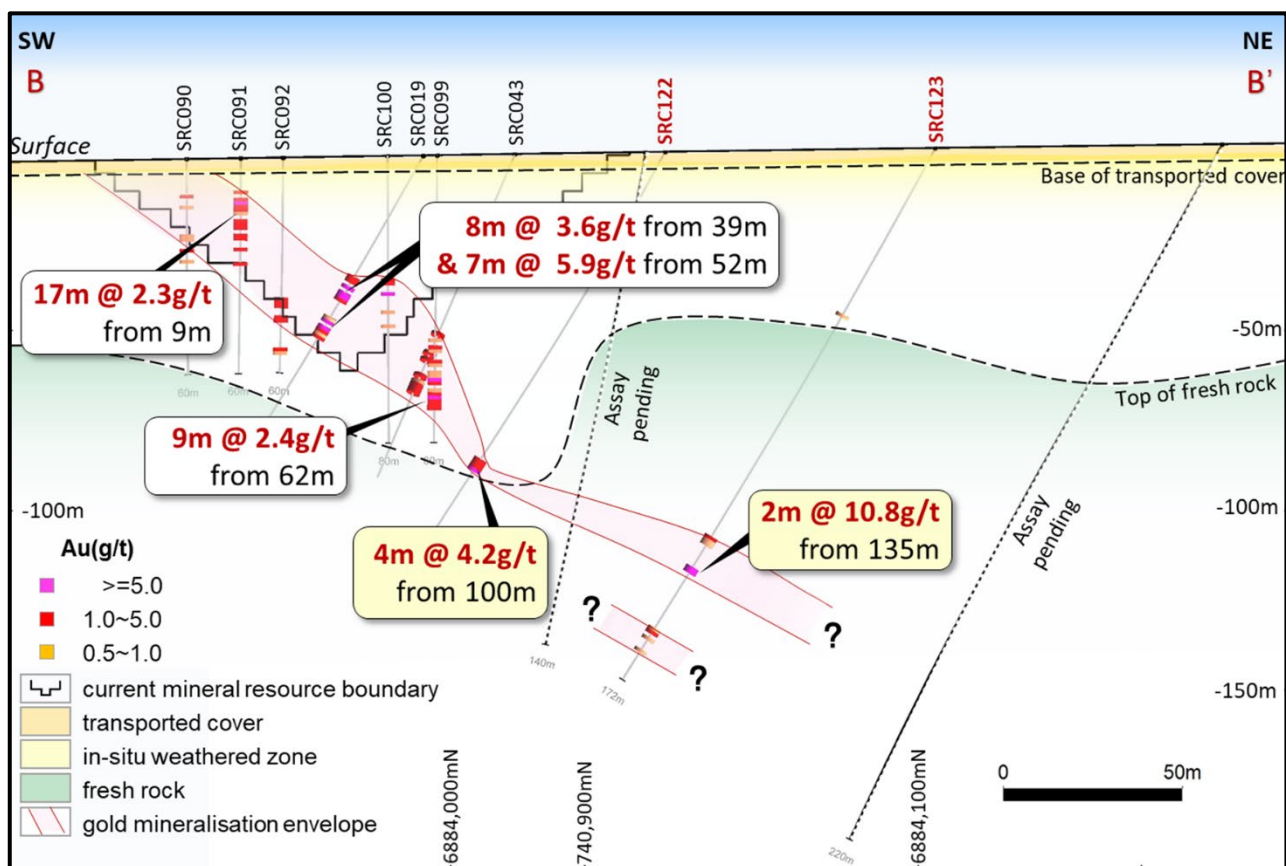 SW
NE
B
B'
SRC090
SRC091
SRC092
SRC100
SRC019
SRC099
SRC043
SRC122
SRC123
Surface
Base of transported cover
8m @ 3.6g/t from 39m
& 7m @ 5.9g/t from 52m
17m @ 2.3g/t
from 9m
-50m
Top of fresh rock
60m
60m
60m
Assay
pending
9m @ 2.4g/t
from 62m
80m
80m
-100m
-100m
4m @ 4.2g/t
from 100m
2m @ 10.8g/t
from 135m
Assay
pending
?
?
?
140m
172m
-150m
220m
Au(g/t)
>=5.0
1.0~5.0
0.5~1.0
current mineral resource boundary
transported cover
in-situ weathered zone
fresh rock
gold mineralisation envelope
6884,000mN
740,900mN
6884,100mN
0
50m